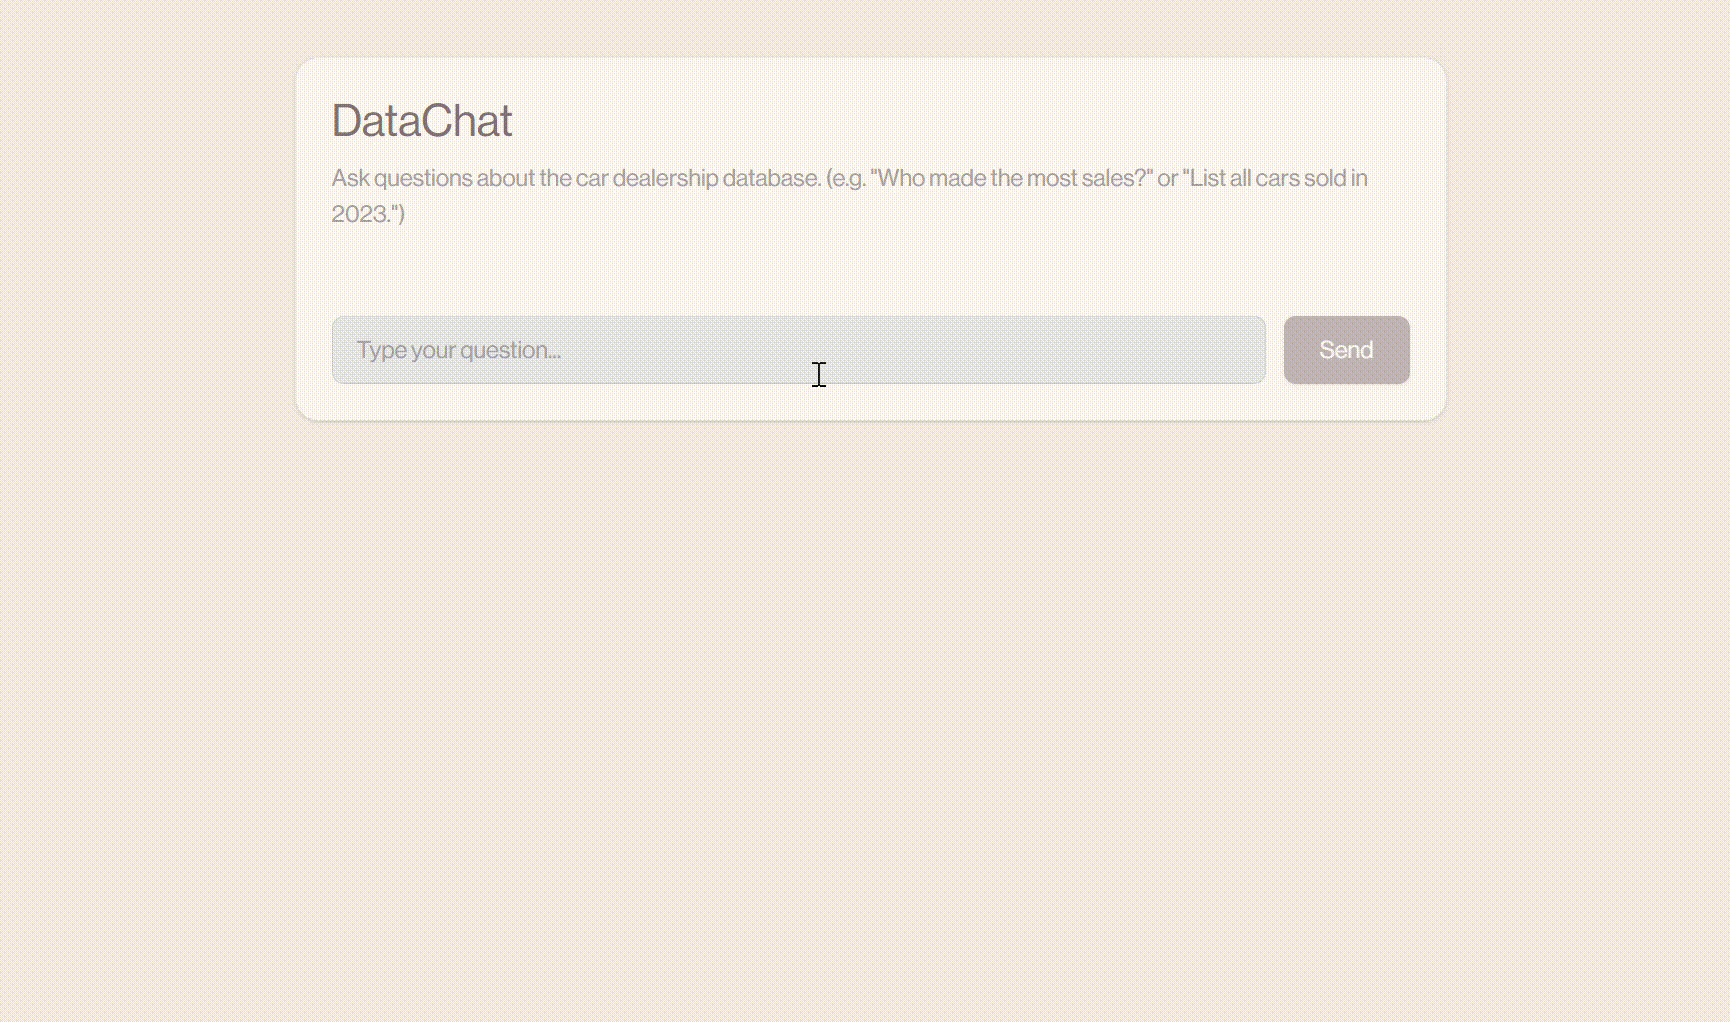 DataChat
Ask questions about the car dealership database. (e.g. "Who made the most sales?" or "List all cars sold in
2023.")
Type your question...
Send